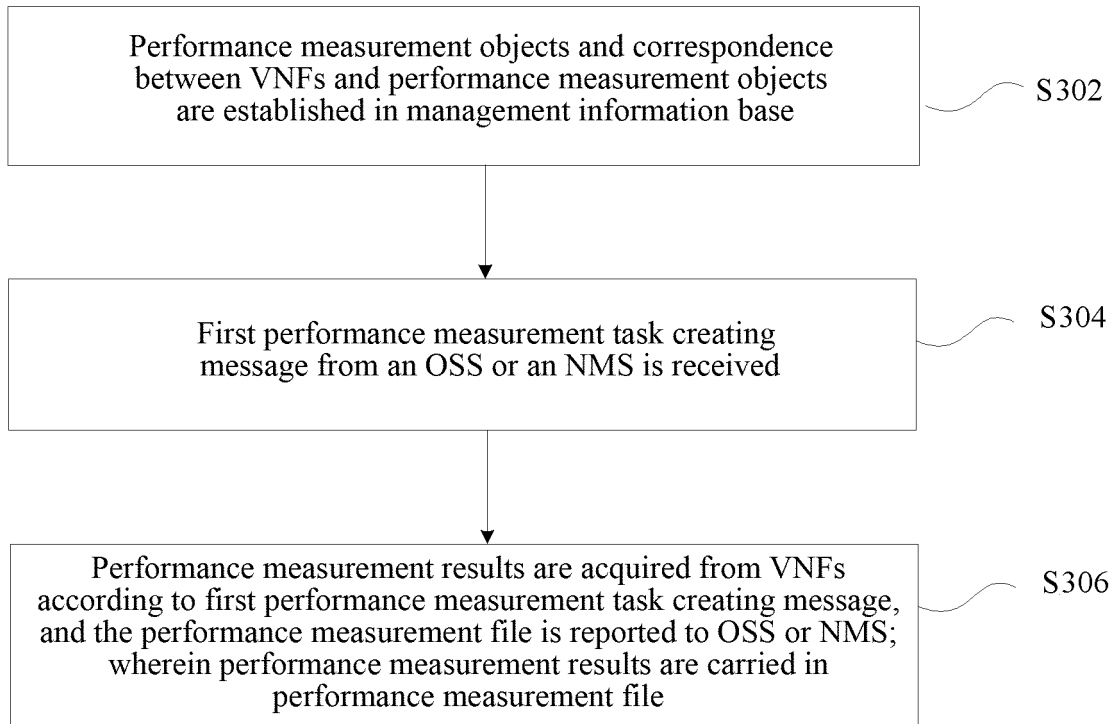 Performance measurement objects and correspondence
between VNFs and performance measurement objects
are established in management information base
S302
First performance measurement task creating
message from an OSS or an NMS is received
S304
Performance measurement results are acquired from VNFs
according to first performance measurement task creating message,
and the performance measurement file is reported to OSS or NMS;
wherein performance measurement results are carried in
performance measurement file
S306